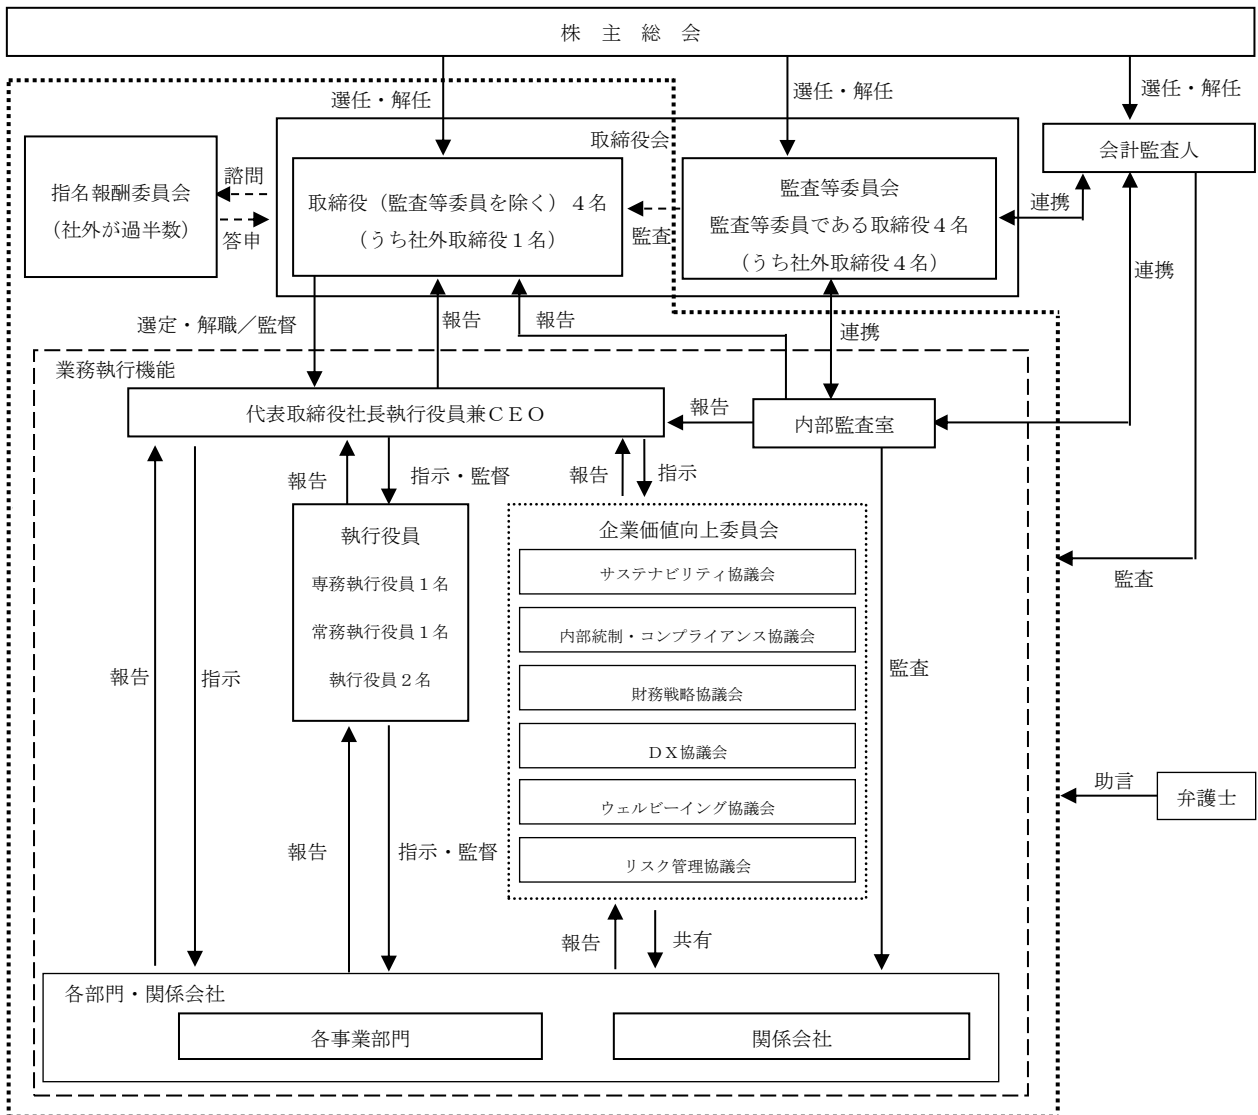 株　主　総　会
選任・解任
選任・解任
選任・解任
取締役会
会計監査人
指名報酬委員会
（社外が過半数）
諮問
答申
取締役（監査等委員を除く）４名
（うち社外取締役１名）
監査
監査等委員会
監査等委員である取締役４名
（うち社外取締役４名）
連携
連携
選定・解職／監督
報告
報告
連携
業務執行機能
代表取締役社長執行役員兼ＣＥＯ
報告
内部監査室
報告
指示・監督
報告
指示
執行役員
専務執行役員１名
常務執行役員１名
執行役員２名
企業価値向上委員会
サステナビリティ協議会
内部統制・コンプライアンス協議会
財務戦略協議会
ＤＸ協議会
ウェルビーイング協議会
リスク管理協議会
監査
監査
報告
指示
助言
弁護士
報告
指示・監督
報告
共有
各部門・関係会社
各事業部門
関係会社